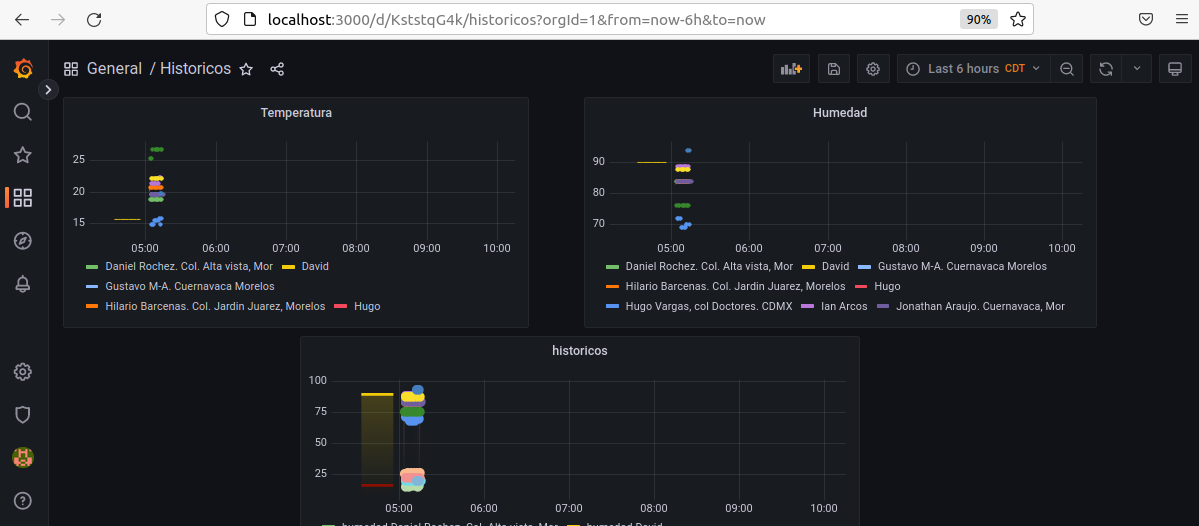 localhost:3000/d/KststqG4k/historicos?orgId=1&from=now-6h&to=now
90%
General / Historicos
Last 6 hours CDT
Temperatura
25
20
15
05:00 06:00 07:00 08:00 09:00 10:00
Daniel Rochez. Col. Alta vista, Mor David
Gustavo M-A. Cuernavaca Morelos
Hilario Barcenas. Col. Jardin Juarez, Morelos Hugo
Humedad
90
80
70
05:00 06:00 07:00 08:00 09:00 10:00
Daniel Rochez. Col. Alta vista, Mor David Gustavo M-A. Cuernavaca Morelos
Hilario Barcenas. Col. Jardin Juarez, Morelos Hugo
Hugo Vargas, col Doctores. CDMX Ian Arcos Jonathan Araujo. Cuernavaca, Mor
historicos
100
75
50
25
05:00 06:00 07:00 08:00 09:00 10:00
humedad Daniel Rochez. Col. Alta vista, Mor humedad David